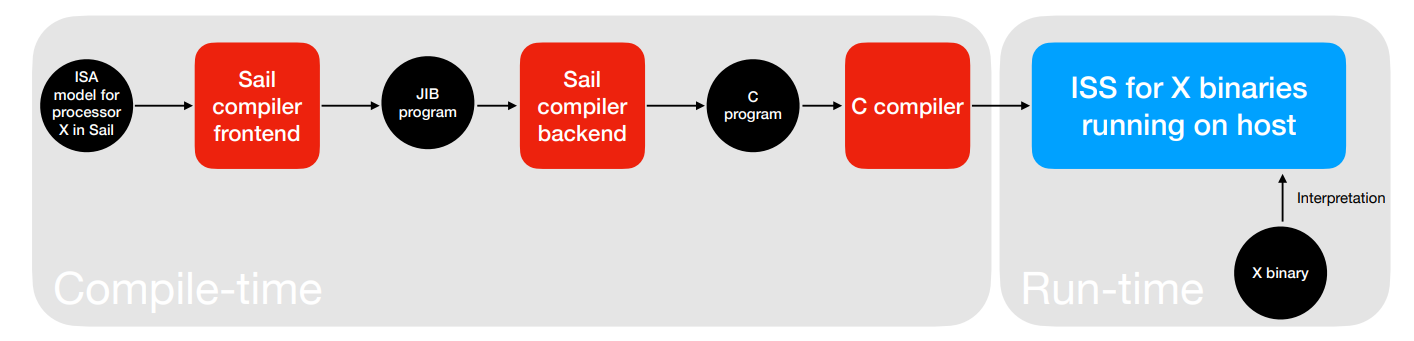 ISA
model for
processor
X in Sail
Sail
compiler
frontend
JIB
program
Sail
compiler
backend
C
program
C compiler
ISS for X binaries
running on host
Interpretation
X binary
Compile-time
Run-time